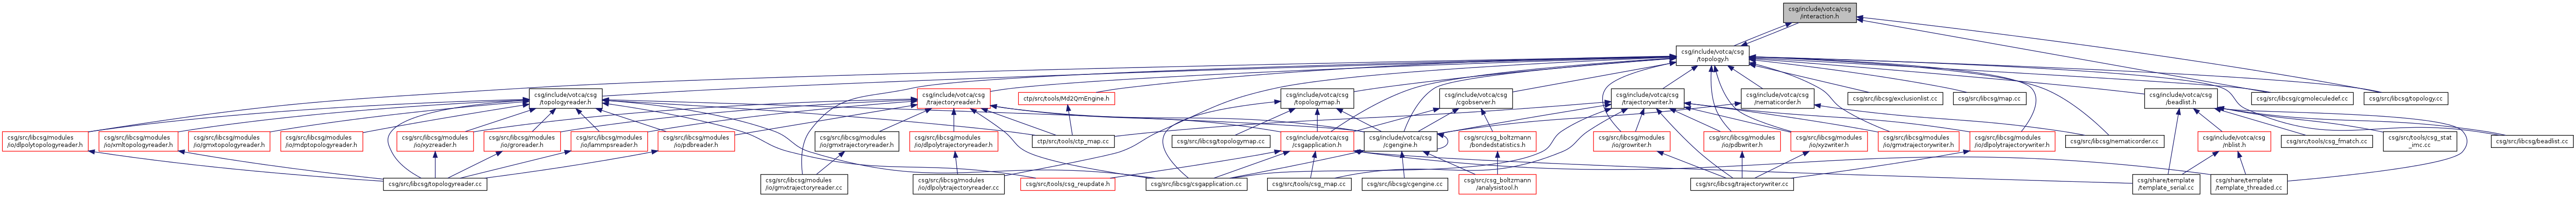 csg/include/votca/csg
/interaction.h
csg/include/votca/csg
/topology.h
csg/include/votca/csg
/topologyreader.h
csg/include/votca/csg
/trajectoryreader.h
ctp/src/tools/Md2QmEngine.h
csg/include/votca/csg
/topologymap.h
csg/include/votca/csg
/cgobserver.h
csg/include/votca/csg
/trajectorywriter.h
csg/include/votca/csg
/nematicorder.h
csg/src/libcsg/exclusionlist.cc
csg/src/libcsg/map.cc
csg/include/votca/csg
/beadlist.h
csg/src/libcsg/cgmoleculedef.cc
csg/src/libcsg/topology.cc
csg/src/libcsg/modules
/io/dlpolytopologyreader.h
csg/src/libcsg/modules
/io/xmltopologyreader.h
csg/src/libcsg/modules
/io/gmxtopologyreader.h
csg/src/libcsg/modules
/io/mdptopologyreader.h
csg/src/libcsg/modules
/io/xyzreader.h
csg/src/libcsg/modules
/io/groreader.h
csg/src/libcsg/modules
/io/lammpsreader.h
csg/src/libcsg/modules
/io/pdbreader.h
csg/src/libcsg/modules
/io/gmxtrajectoryreader.h
csg/src/libcsg/modules
/io/dlpolytrajectoryreader.h
ctp/src/tools/ctp_map.cc
csg/src/libcsg/topologymap.cc
csg/include/votca/csg
/csgapplication.h
csg/include/votca/csg
/cgengine.h
csg/src/csg_boltzmann
/bondedstatistics.h
csg/src/libcsg/modules
/io/growriter.h
csg/src/libcsg/modules
/io/pdbwriter.h
csg/src/libcsg/modules
/io/xyzwriter.h
csg/src/libcsg/modules
/io/gmxtrajectorywriter.h
csg/src/libcsg/modules
/io/dlpolytrajectorywriter.h
csg/src/libcsg/nematicorder.cc
csg/include/votca/csg
/nblist.h
csg/src/tools/csg_fmatch.cc
csg/src/tools/csg_stat
_imc.cc
csg/src/libcsg/beadlist.cc
csg/src/libcsg/topologyreader.cc
csg/src/libcsg/modules
/io/gmxtrajectoryreader.cc
csg/src/libcsg/modules
/io/dlpolytrajectoryreader.cc
csg/src/tools/csg_reupdate.h
csg/src/libcsg/csgapplication.cc
csg/src/tools/csg_map.cc
csg/src/libcsg/cgengine.cc
csg/src/csg_boltzmann
/analysistool.h
csg/src/libcsg/trajectorywriter.cc
csg/share/template
/template_serial.cc
csg/share/template
/template_threaded.cc